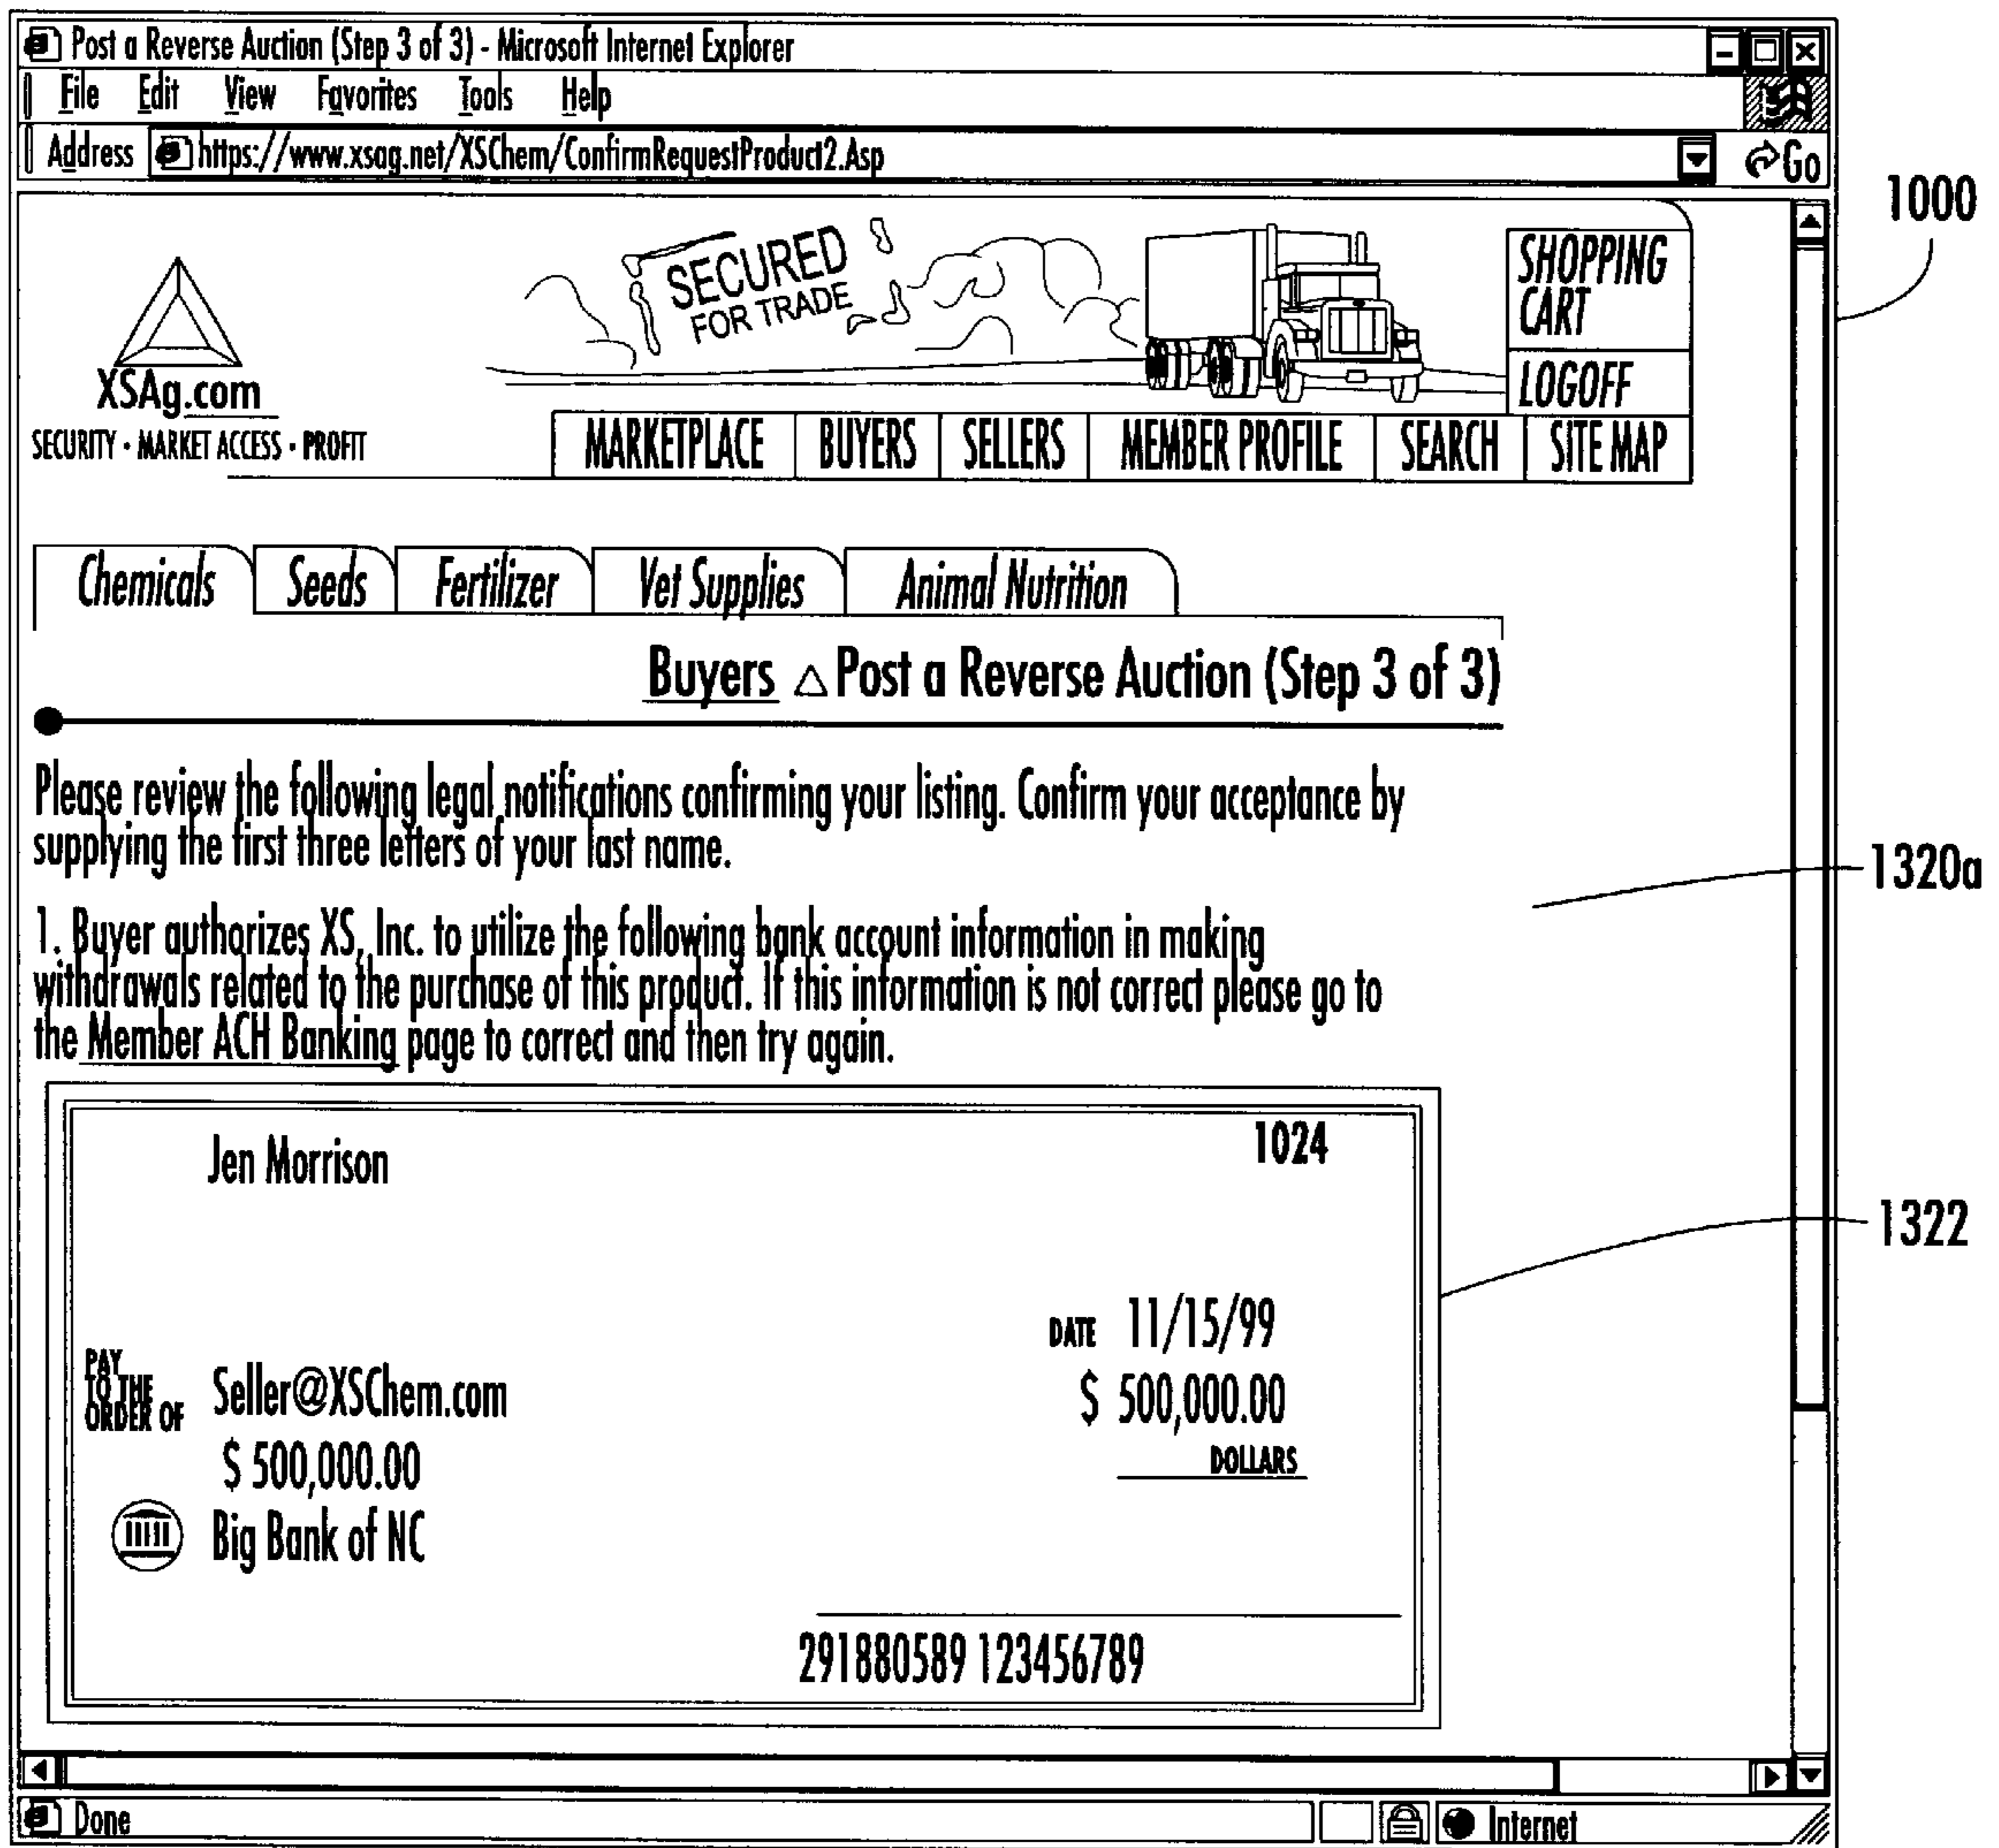 Post a Reverse Auction (Step 3 of 3) - Microsoft Internet Explorer
File Edit View Favorites Tools Help
Address https://www.xsag.net/XSChem/ConfirmRequestProduct2.Asp Go
1000
SECURED
FOR TRADE
SHOPPING
CART
LOGOFF
XSAg.com
SECURITY · MARKET ACCESS · PROFIT
MARKETPLACE BUYERS SELLERS MEMBER PROFILE SEARCH SITE MAP
Chemicals Seeds Fertilizer Vet Supplies Animal Nutrition
Buyers △ Post a Reverse Auction (Step 3 of 3)
Please review the following legal notifications confirming your listing. Confirm your acceptance by
supplying the first three letters of your last name.
1320a
1. Buyer authorizes XS, Inc. to utilize the following bank account information in making
withdrawals related to the purchase of this product. If this information is not correct please go to
the Member ACH Banking page to correct and then try again.
Jen Morrison 1024
1322
DATE 11/15/99
PAY
TO THE
ORDER OF Seller@XSChem.com $ 500,000.00
$ 500,000.00 DOLLARS
Big Bank of NC
291880589 123456789
Done Internet